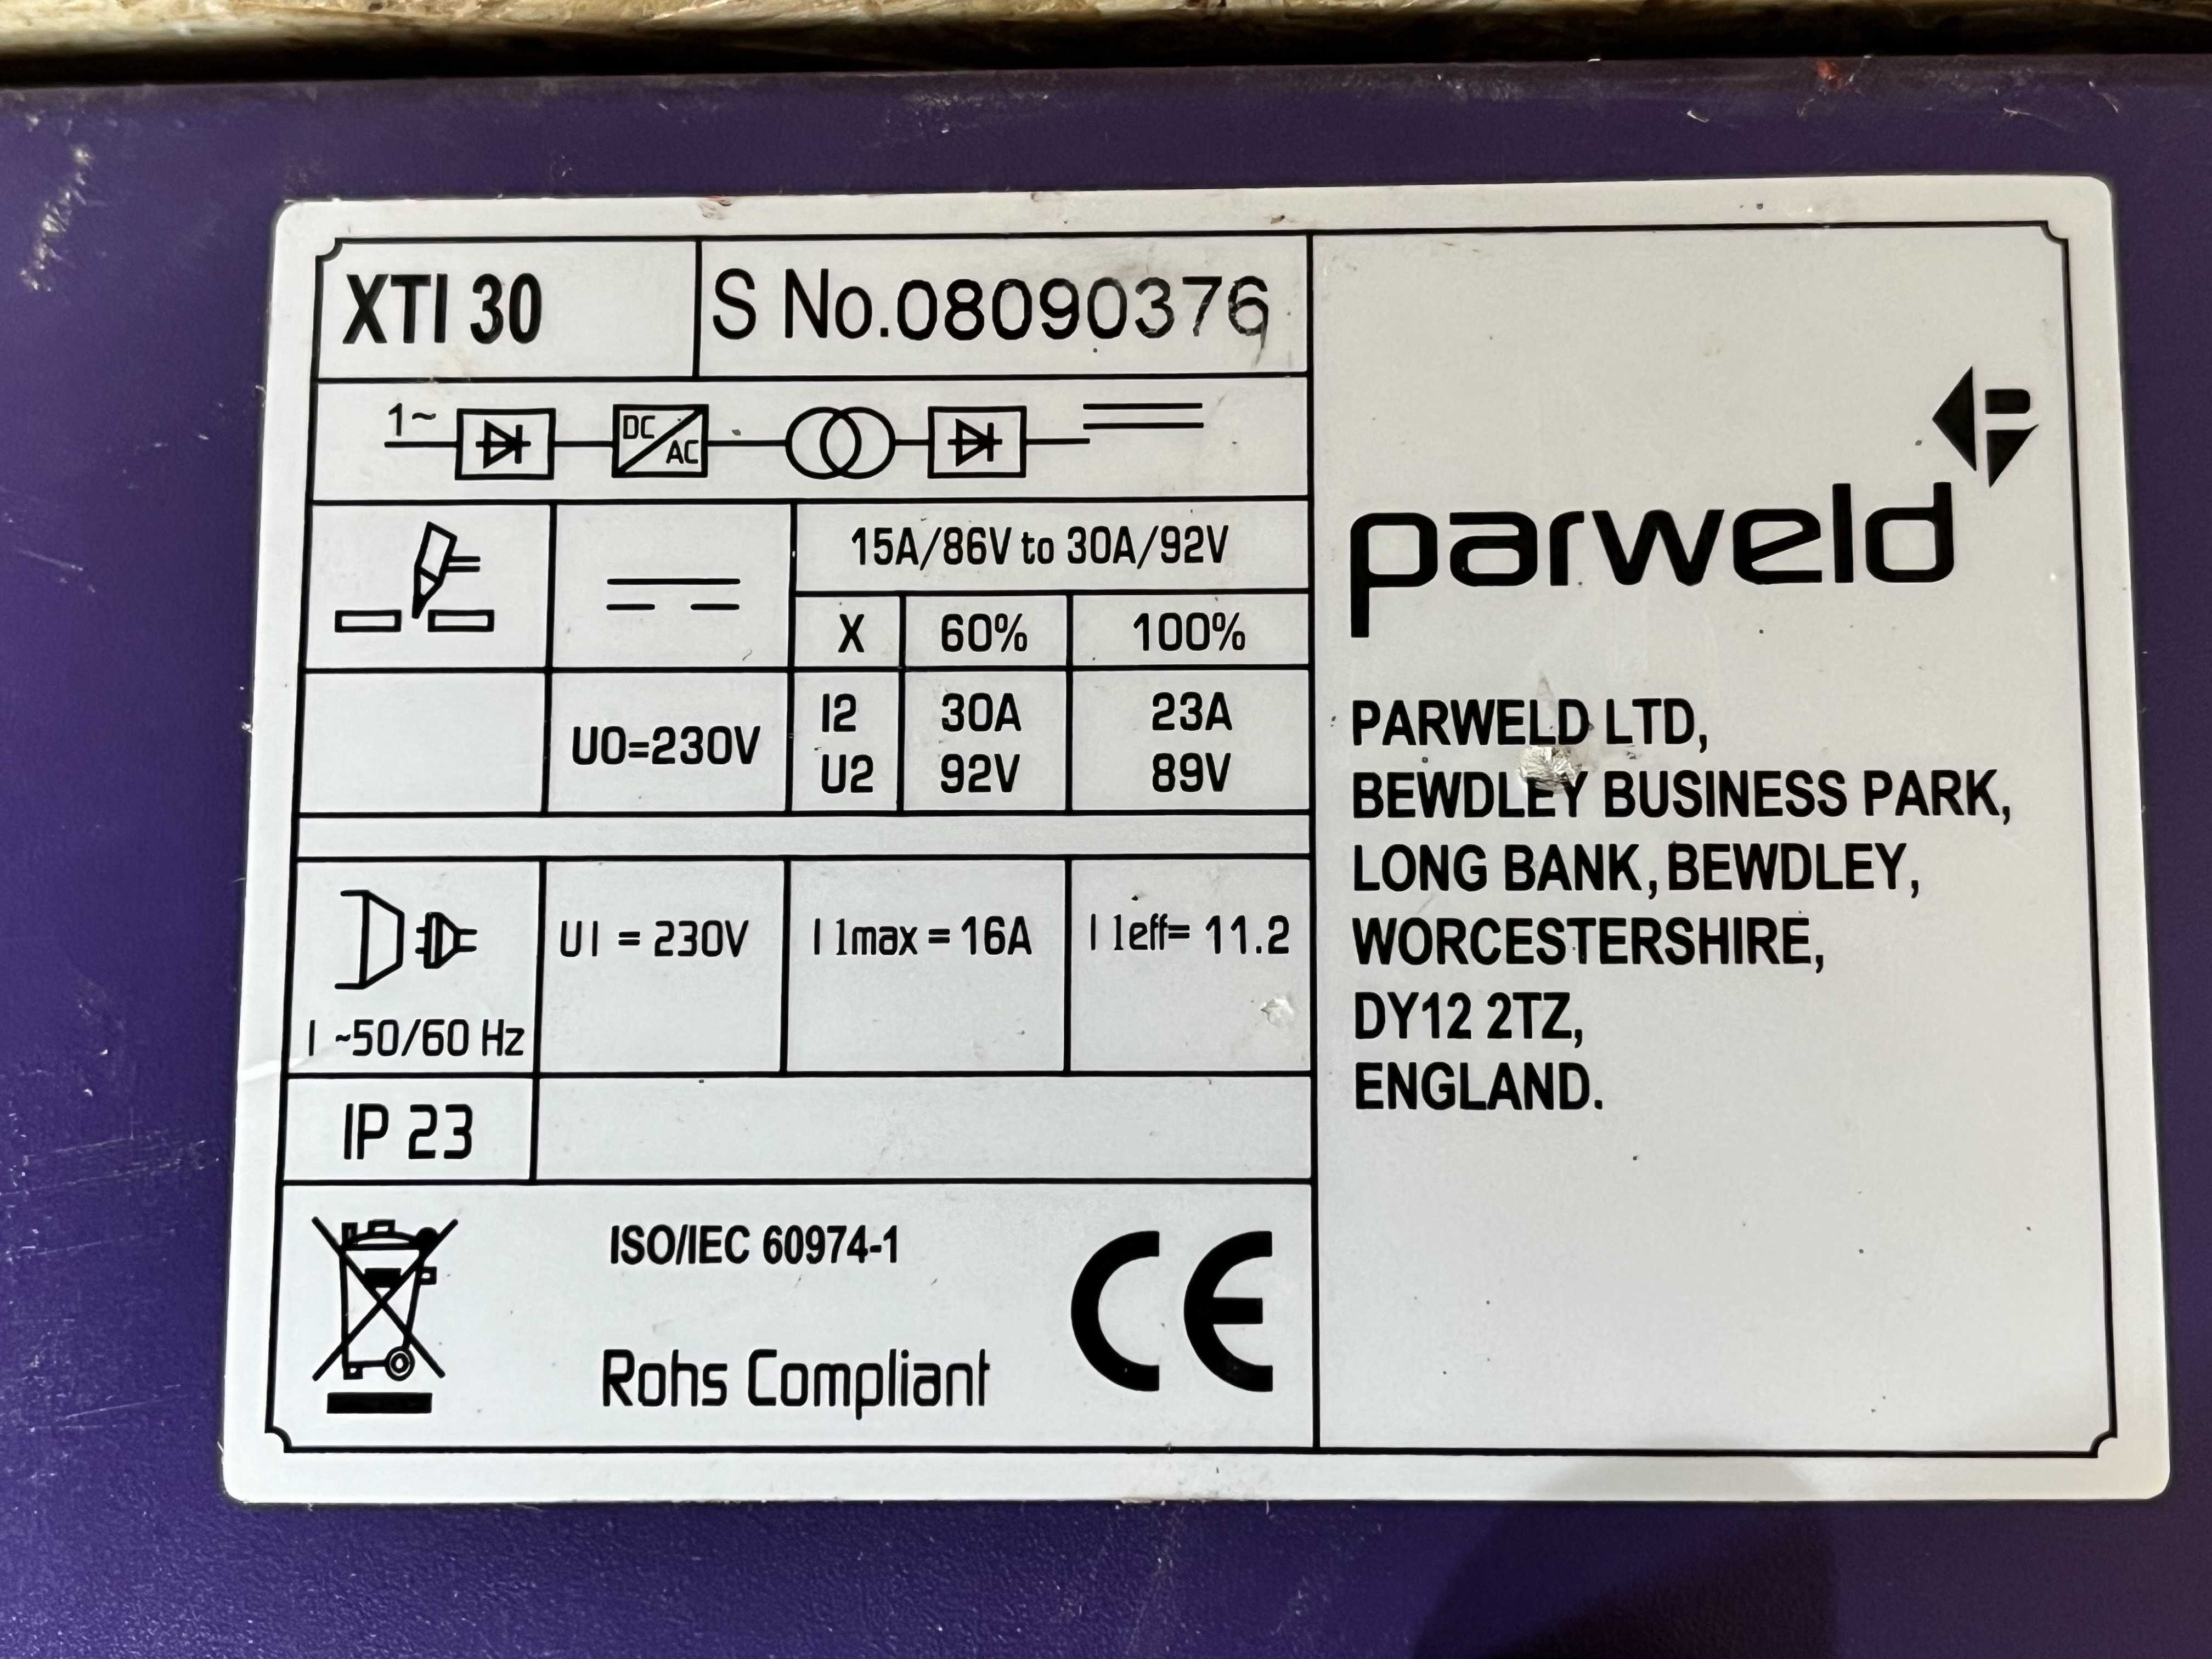 XTI 30
S No.08090376
1~
DC
AC
15A/86V to 30A/92V
X 60% 100%
U0=230V
I2 30A 23A
U2 92V 89V
U1 = 230V
I 1max = 16A
I 1eff= 11.2
I ~50/60 Hz
IP 23
ISO/IEC 60974-1
Rohs Compliant
CE
parweld
PARWELD LTD,
BEWDLEY BUSINESS PARK,
LONG BANK, BEWDLEY,
WORCESTERSHIRE,
DY12 2TZ,
ENGLAND.